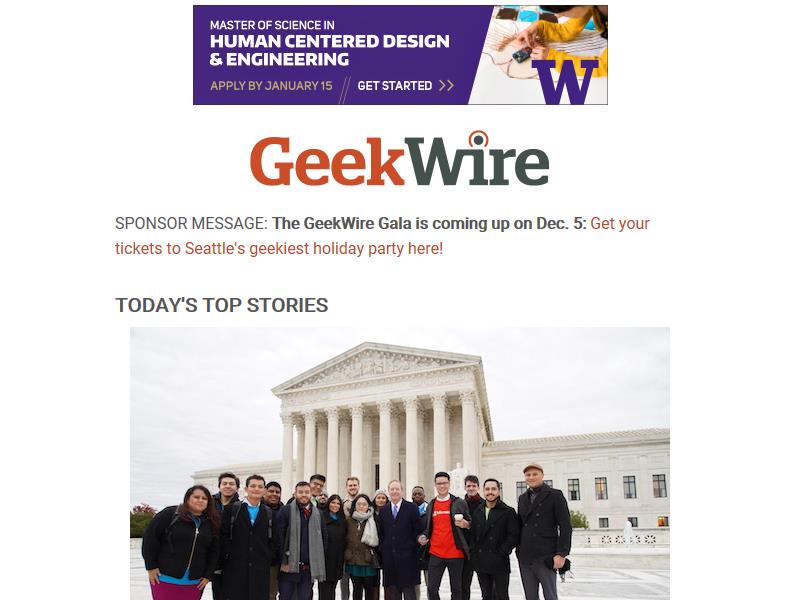 MASTER OF SCIENCE IN
HUMAN CENTERED DESIGN
& ENGINEERING
APPLY BY JANUARY 15 // GET STARTED >>
W
GeekWire
SPONSOR MESSAGE: The GeekWire Gala is coming up on Dec. 5: Get your
tickets to Seattle's geekiest holiday party here!
TODAY'S TOP STORIES